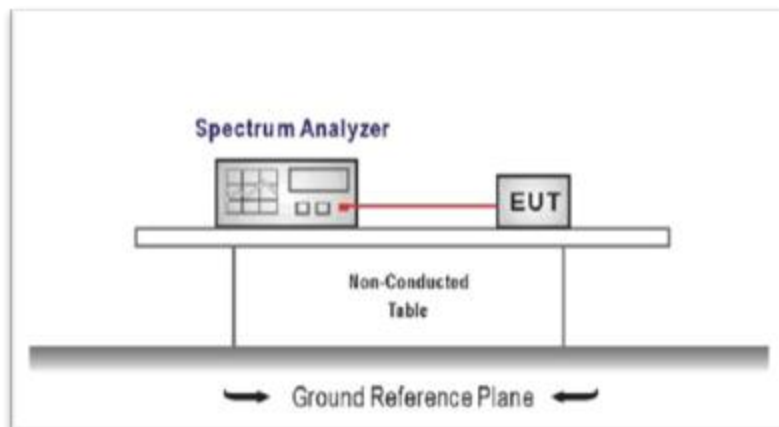 Spectrum Analyzer
EUT
Non-Conducted
Table
Ground Reference Plane